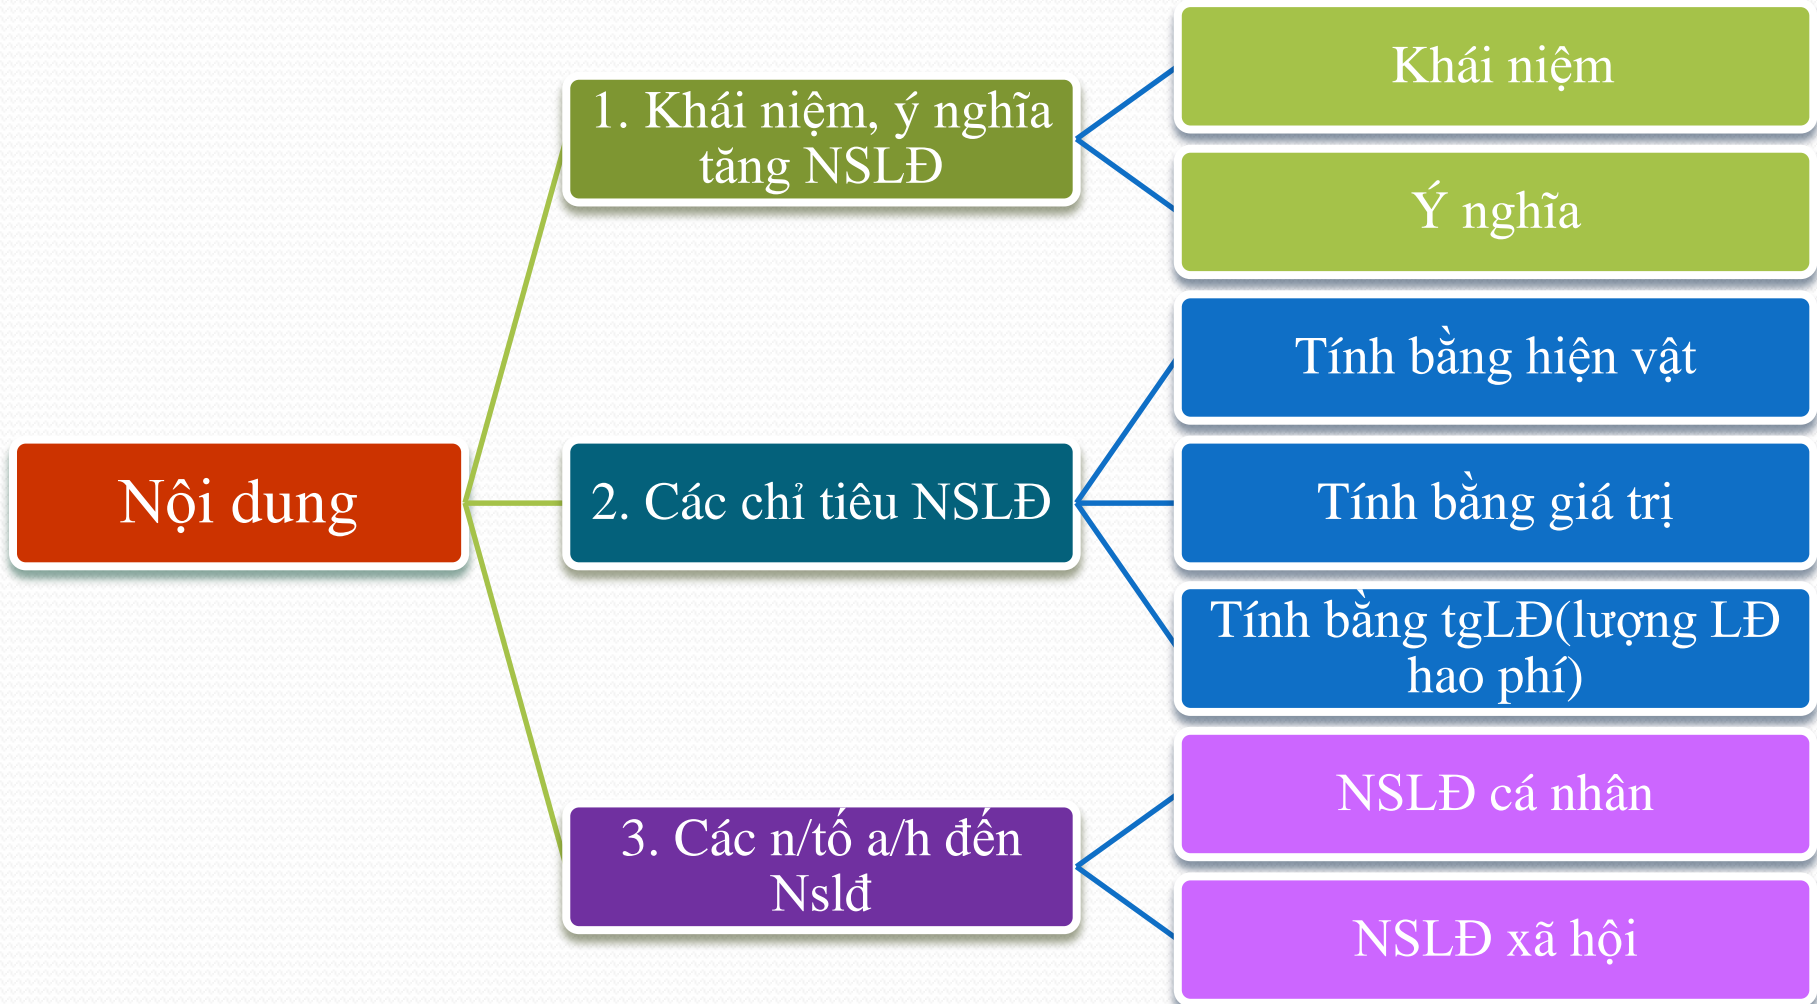 Nội dung
1. Khái niệm, ý nghĩa
tăng NSLĐ
Khái niệm
Ý nghĩa
2. Các chỉ tiêu NSLĐ
Tính bằng hiện vật
Tính bằng giá trị
Tính bằng tgLĐ(lượng LĐ
hao phí)
3. Các n/tố a/h đến
Nslđ
NSLĐ cá nhân
NSLĐ xã hội